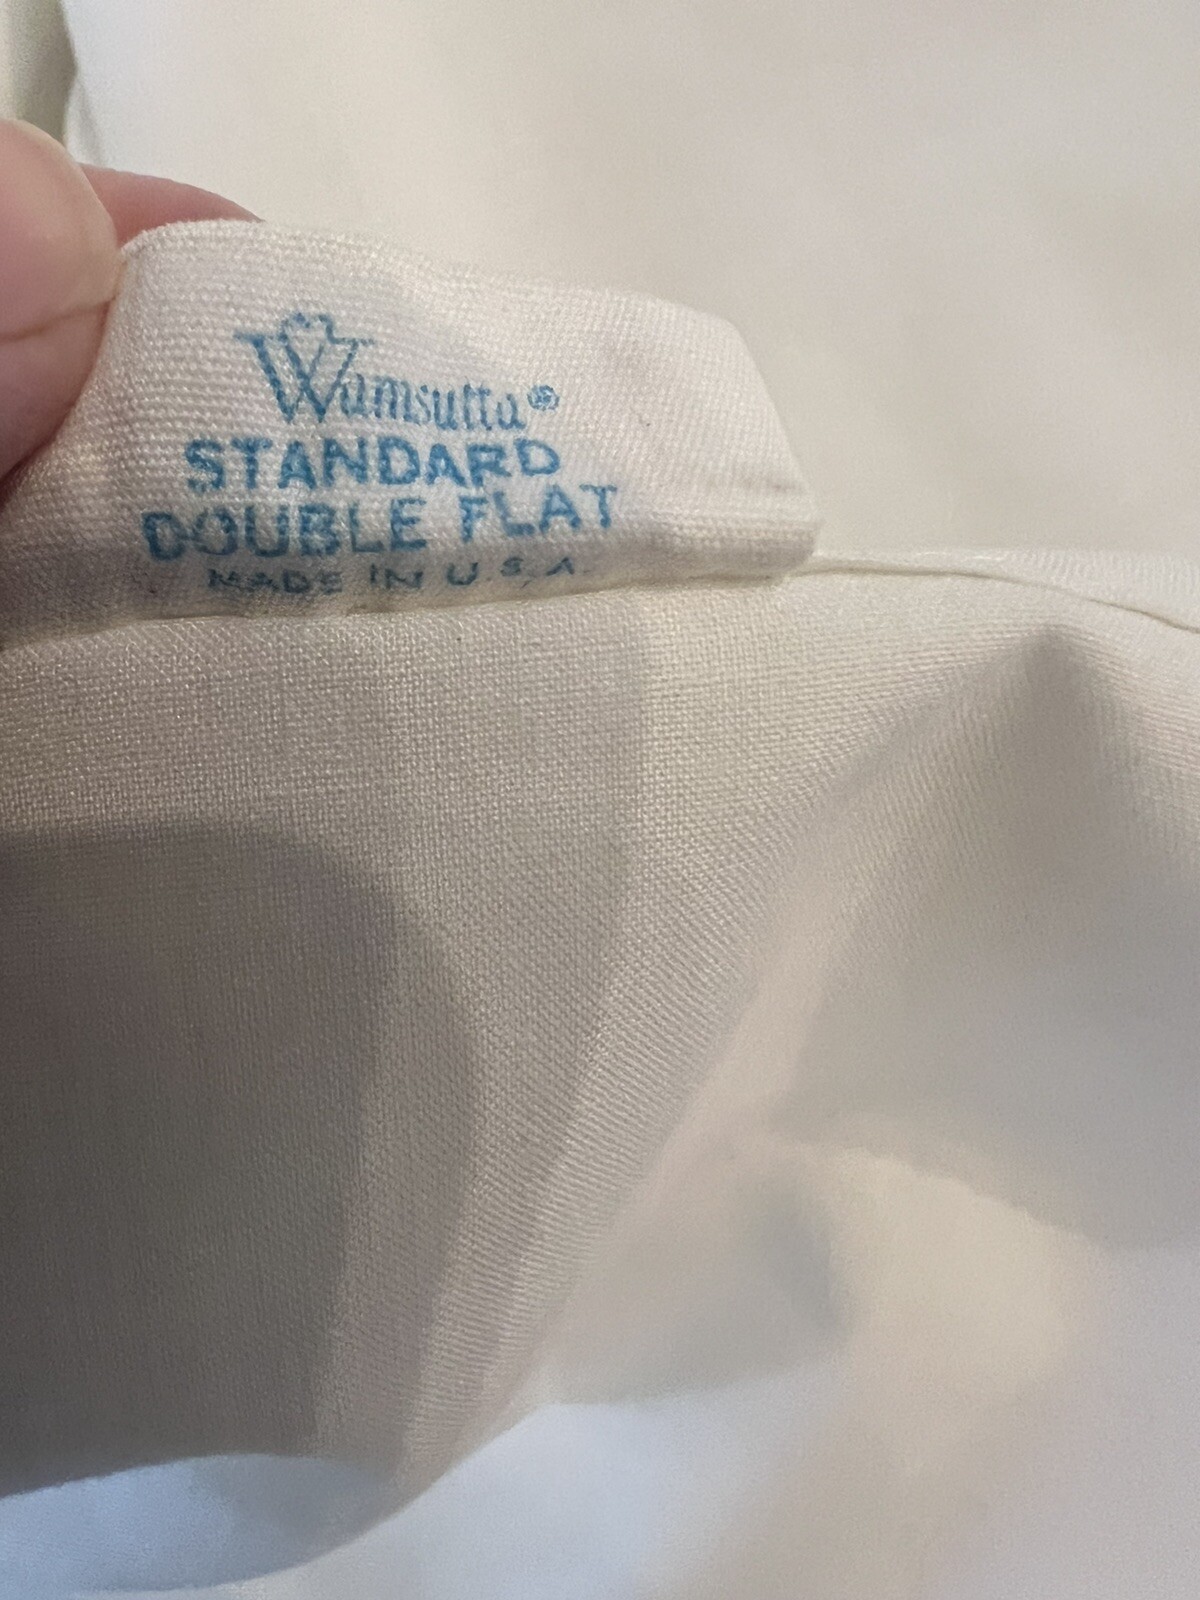 Wamsutta®
STANDARD
DOUBLE FLAT
MADE IN U.S.A.